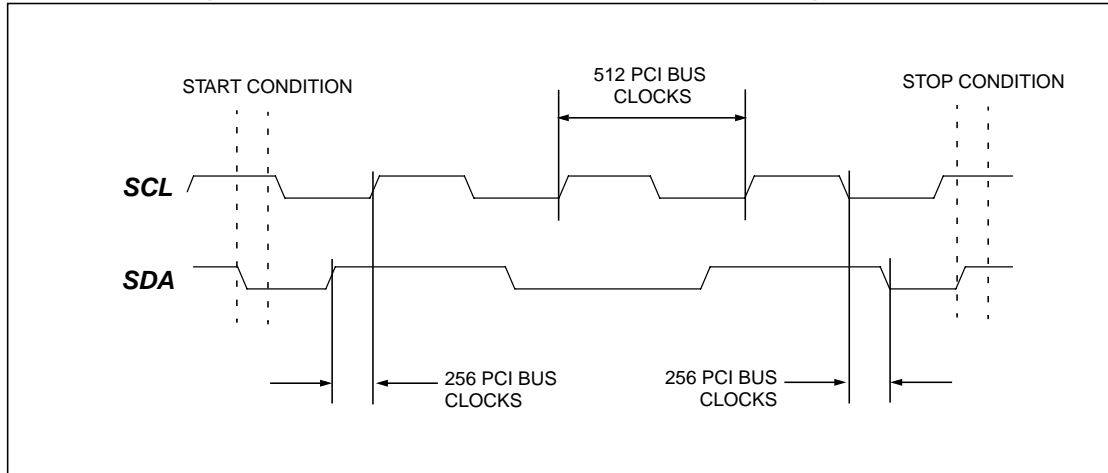 512 PCI BUS
CLOCKS
START CONDITION
STOP CONDITION
SCL
SDA
256 PCI BUS
CLOCKS
256 PCI BUS
CLOCKS